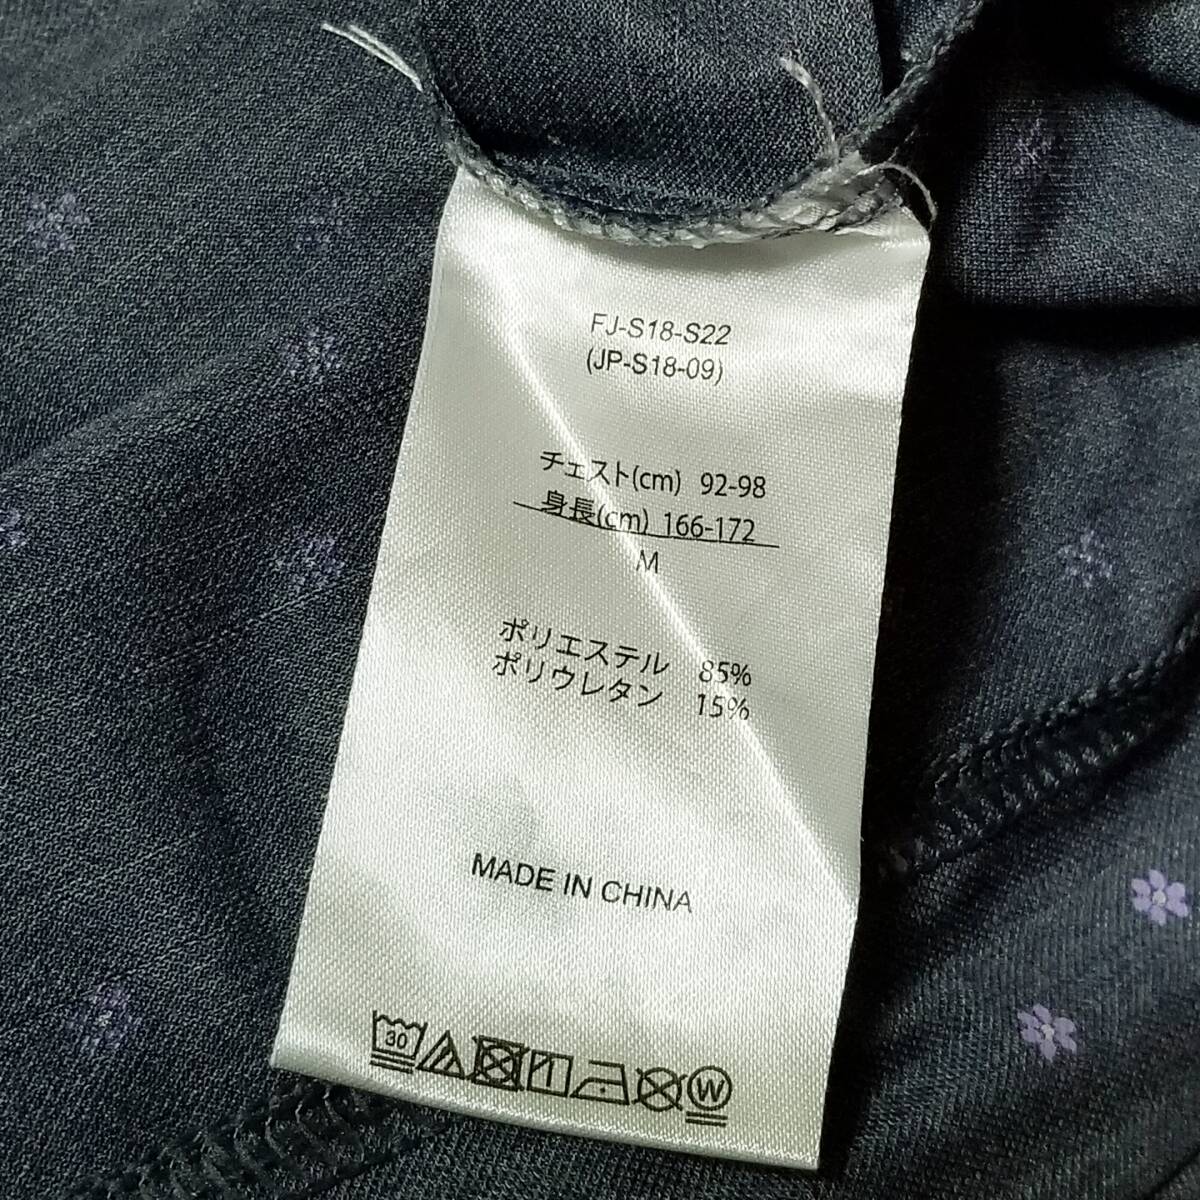 FJ-S18-S22
(JP-S18-09)
チェスト(cm) 92-98
身長(cm) 166-172
M
ポリエステル 85%
ポリウレタン 15%
MADE IN CHINA
30
W